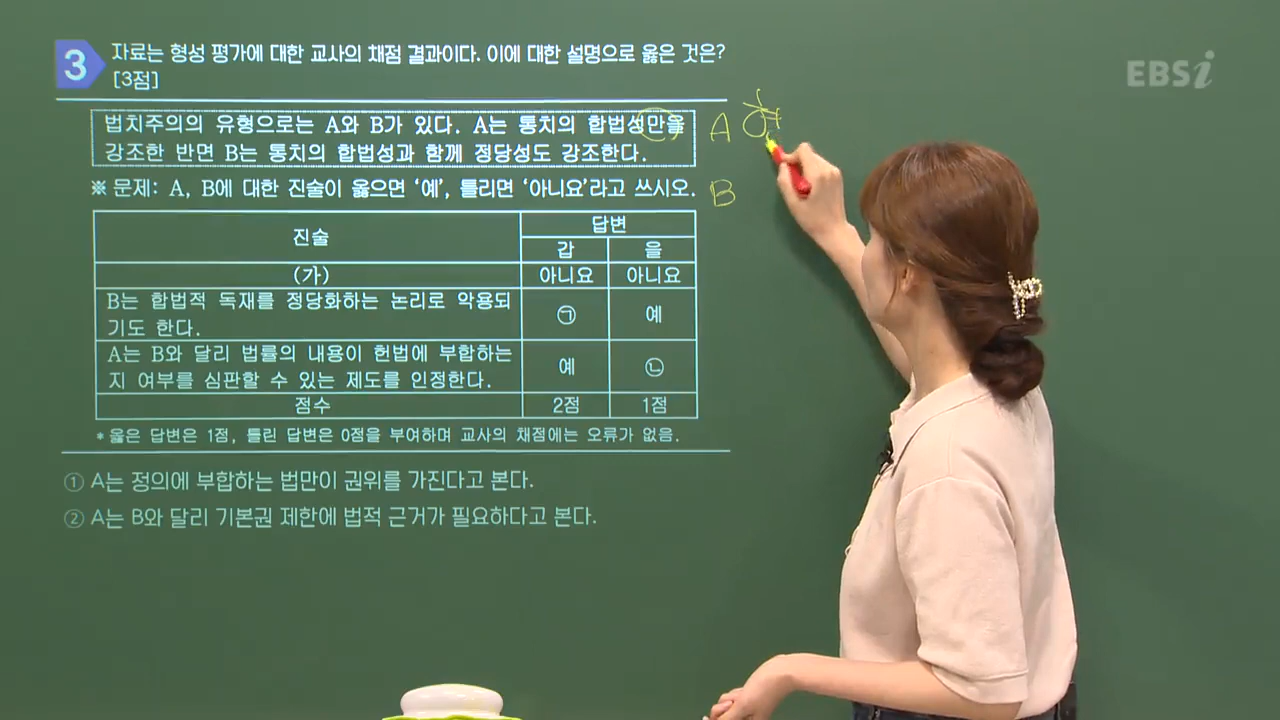 3 자료는 형성 평가에 대한 교사의 채점 결과이다. 이에 대한 설명으로 옳은 것은?
[3점]
EBSi
법치주의의 유형으로는 A와 B가 있다. A는 통치의 합법성만을
강조한 반면 B는 통치의 합법성과 함께 정당성도 강조한다.
A
※ 문제: A, B에 대한 진술이 옳으면 ‘예’, 틀리면 ‘아니요’라고 쓰시오.
B
진술 답변
갑 을
(가) 아니요 아니요
B는 합법적 독재를 정당화하는 논리로 악용되
기도 한다. ㉠ 예
A는 B와 달리 법률의 내용이 헌법에 부합하는
지 여부를 심판할 수 있는 제도를 인정한다. 예 ㉡
점수 2점 1점
* 옳은 답변은 1점, 틀린 답변은 0점을 부여하며 교사의 채점에는 오류가 없음.
① A는 정의에 부합하는 법만이 권위를 가진다고 본다.
② A는 B와 달리 기본권 제한에 법적 근거가 필요하다고 본다.